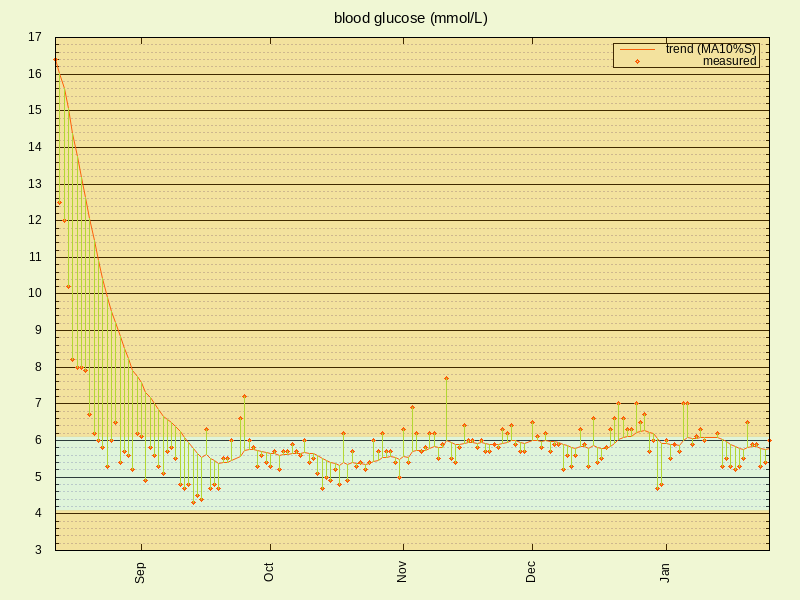 blood glucose (mmol/L)
trend (MA10%S)
measured
17
16
15
14
13
12
11
10
9
8
7
6
5
4
3
Sep
Oct
Nov
Dec
Jan